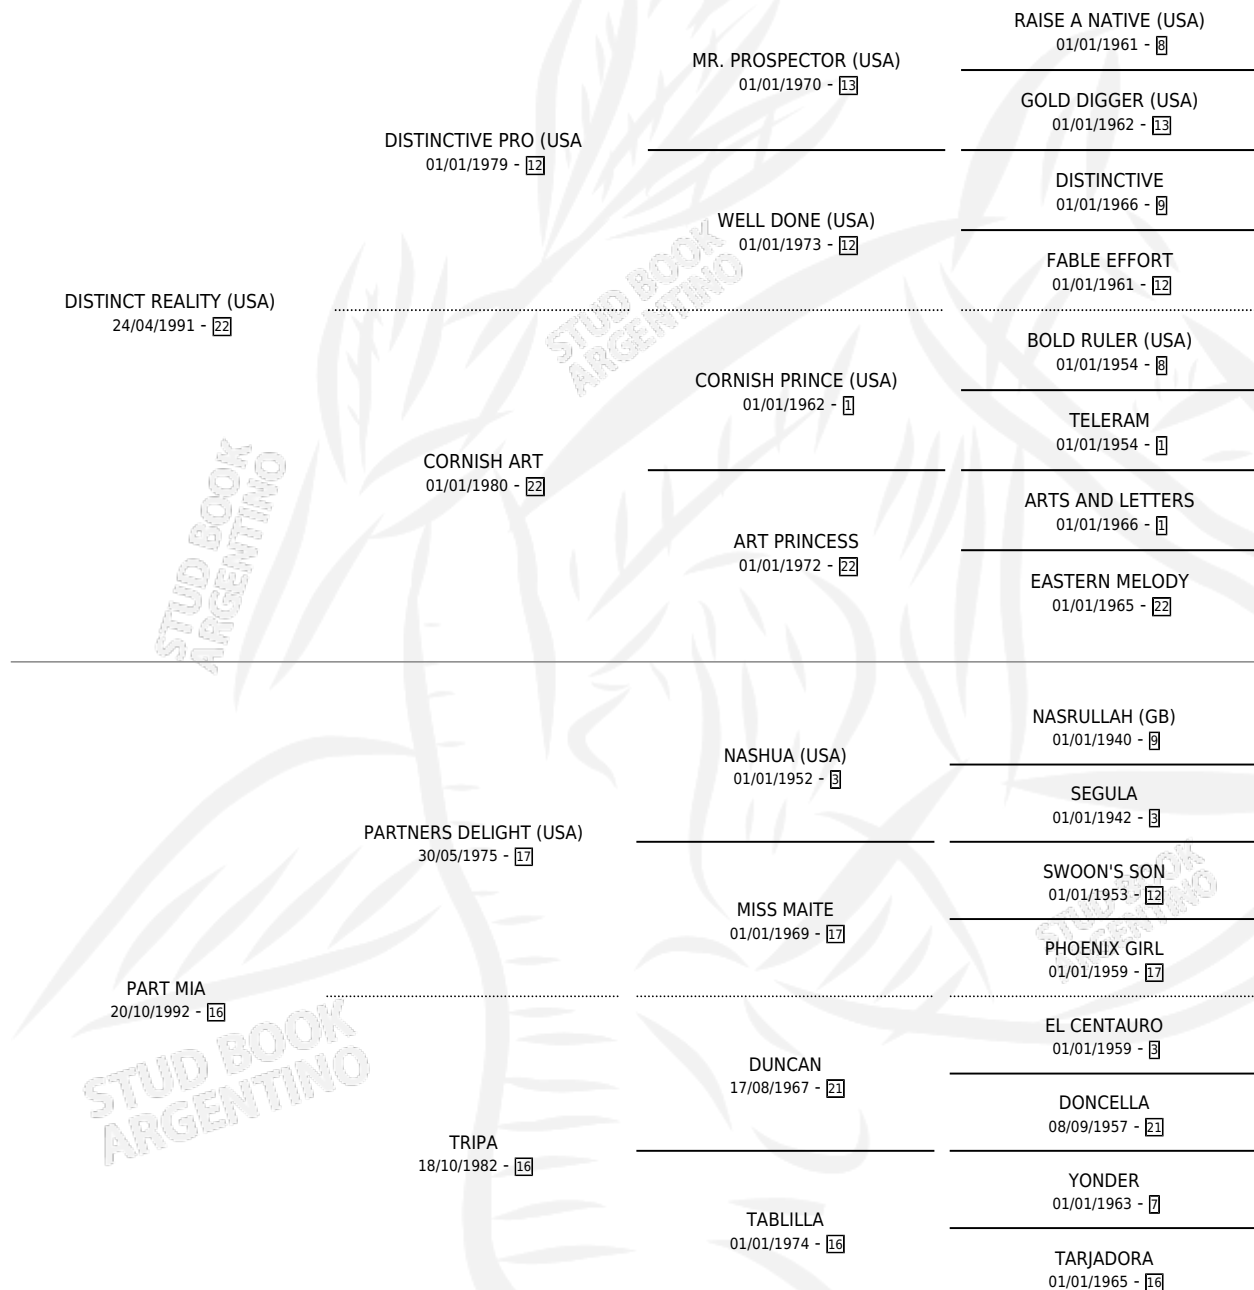 RAISE A NATIVE (USA)
01/01/1961 - 8
MR. PROSPECTOR (USA)
01/01/1970 - 13
GOLD DIGGER (USA)
01/01/1962 - 13
DISTINCTIVE PRO (USA
01/01/1979 - 12
DISTINCTIVE
01/01/1966 - 9
WELL DONE (USA)
01/01/1973 - 12
FABLE EFFORT
01/01/1961 - 12
DISTINCT REALITY (USA)
24/04/1991 - 22
STUD BOOK
ARGENTINO
BOLD RULER (USA)
01/01/1954 - 8
CORNISH PRINCE (USA)
01/01/1962 - 1
TELERAM
01/01/1954 - 1
CORNISH ART
01/01/1980 - 22
ARTS AND LETTERS
01/01/1966 - 1
ART PRINCESS
01/01/1972 - 22
EASTERN MELODY
01/01/1965 - 22
STUD BOOK
ARGENTINO
NASRULLAH (GB)
01/01/1940 - 9
NASHUA (USA)
01/01/1952 - 3
SEGULA
01/01/1942 - 3
PARTNERS DELIGHT (USA)
30/05/1975 - 17
SWOON'S SON
01/01/1953 - 12
MISS MAITE
01/01/1969 - 17
STUD BOOK
ARGENTINO
PHOENIX GIRL
01/01/1959 - 17
PART MIA
20/10/1992 - 16
STUD BOOK
ARGENTINO
EL CENTAURO
01/01/1959 - 3
DUNCAN
17/08/1967 - 21
DONCELLA
08/09/1957 - 21
TRIPA
18/10/1982 - 16
YONDER
01/01/1963 - 7
TABLILLA
01/01/1974 - 16
TARJADORA
01/01/1965 - 16